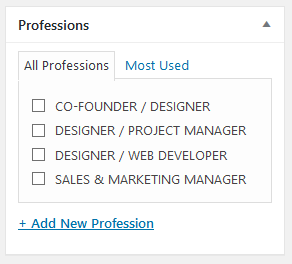 Professions
All Professions Most Used
CO-FOUNDER / DESIGNER
DESIGNER / PROJECT MANAGER
DESIGNER / WEB DEVELOPER
SALES & MARKETING MANAGER
+ Add New Profession